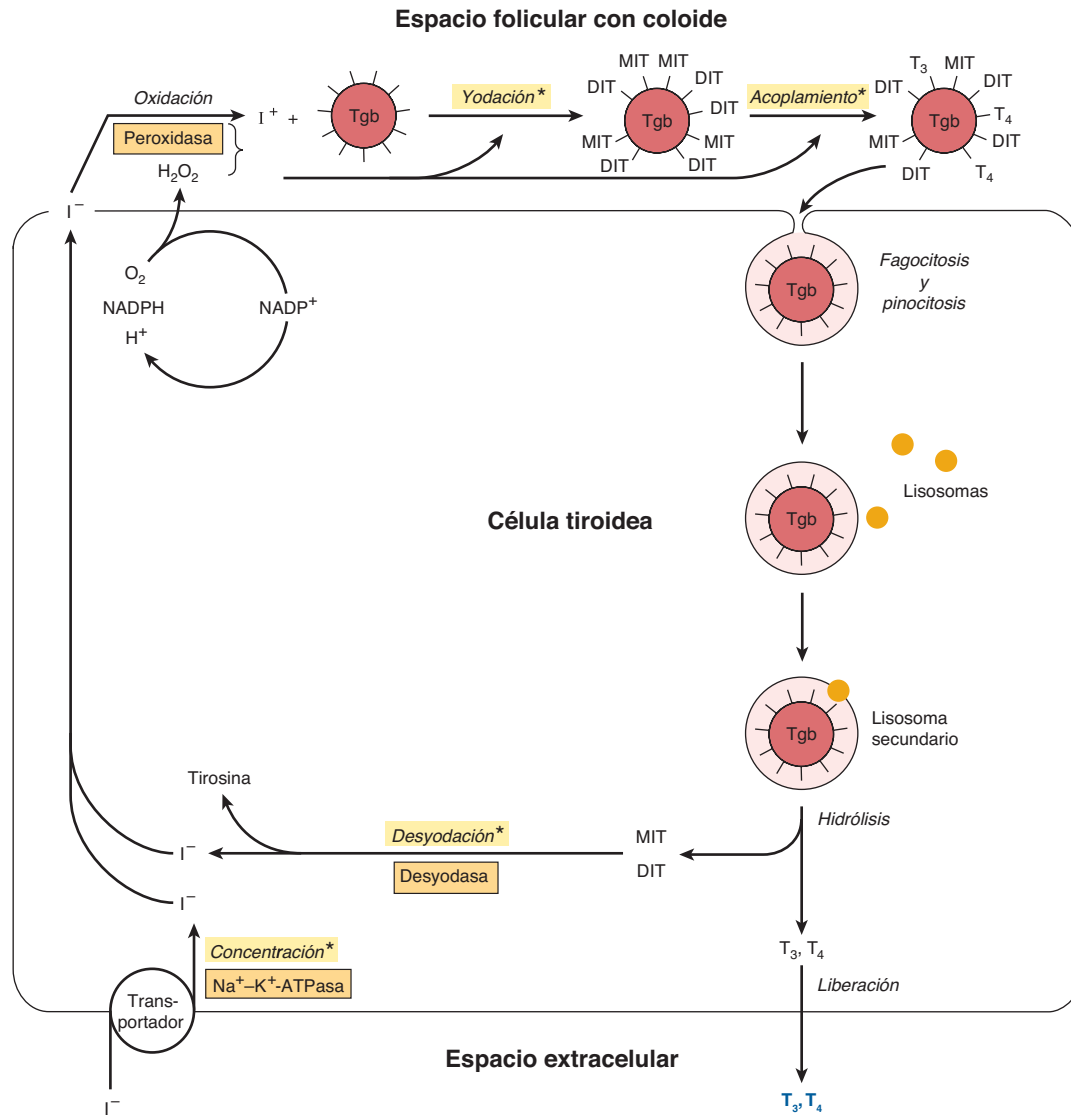 Espacio folicular con coloide
Oxidación
Peroxidasa
H₂O₂
I⁺ +
Tgb
Yodación*
MIT MIT
DIT DIT
DIT
Tgb
MIT MIT
DIT DIT
Acoplamiento*
T₃ MIT
DIT DIT
T₄
Tgb
MIT DIT
DIT T₄
I⁻
O₂
NADPH
H⁺
NADP⁺
Tgb
Fagocitosis
y
pinocitosis
Célula tiroidea
Tgb
Lisosomas
Tgb
Lisosoma
secundario
Hidrólisis
Tirosina
Desyodación*
Desyodasa
MIT
DIT
I⁻
I⁻
Concentración*
Na⁺–K⁺-ATPasa
Trans-
portador
T₃, T₄
Liberación
Espacio extracelular
I⁻
T₃, T₄